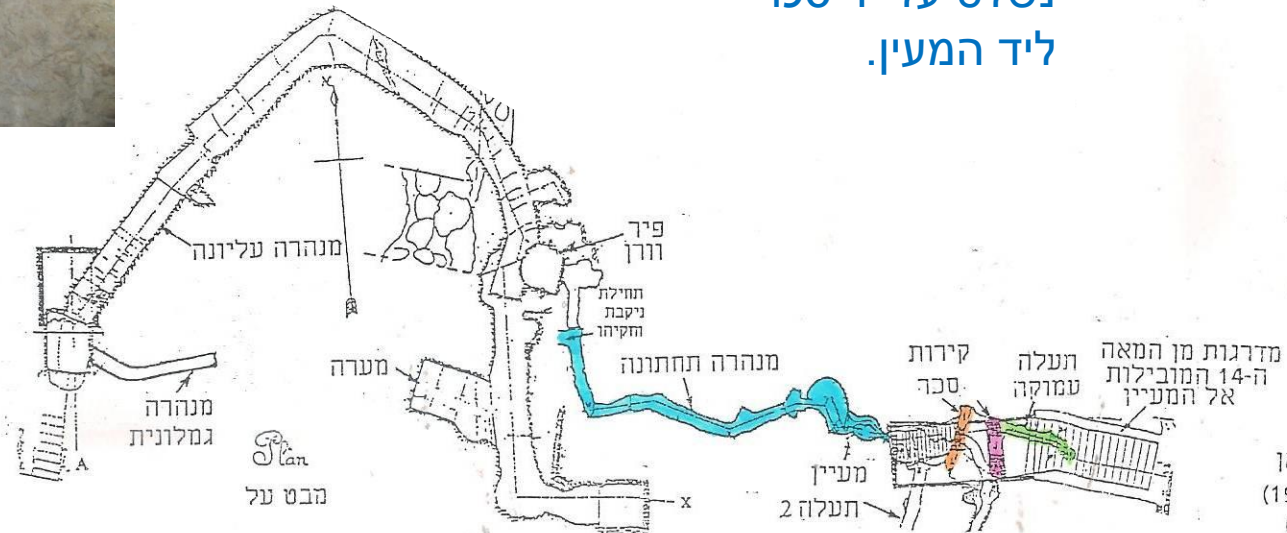 ליד המעין.
מנהרה עליונה
פיר
וורן
תחילת
ניקבת
חזקיהו
מערה
מנהרה תחתונה
קירות
סכר
תעלה
עמוקה
מדרגות מן המאה
ה-14 המובילות
אל המעיין
מנהרה
גמלונית
A
Plan
מבט על
X
מעיין
תעלה 2